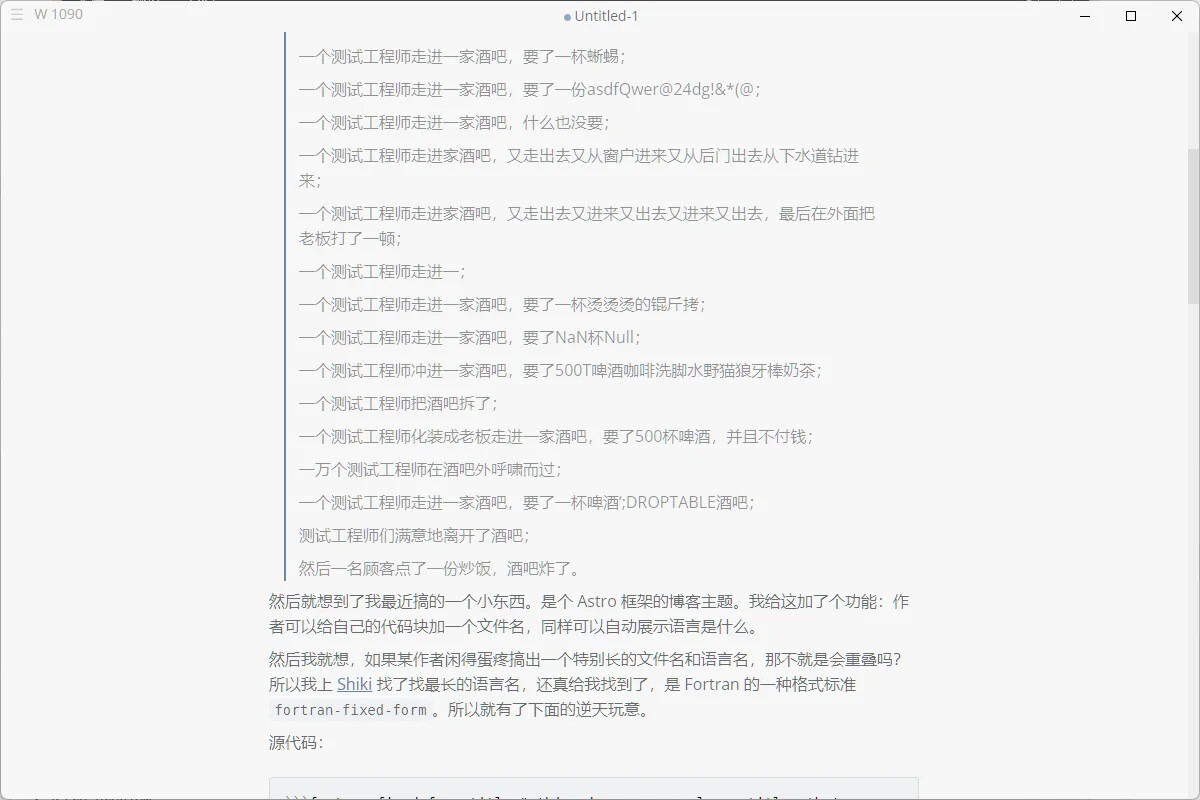 W 1090
Untitled-1
一个测试工程师走进一家酒吧，要了一杯蜥蜴；
一个测试工程师走进一家酒吧，要了一份asdfQwer@24dg!&*(@；
一个测试工程师走进一家酒吧，什么也没要；
一个测试工程师走进家酒吧，又走出去又从窗户进来又从后门出去从下水道钻进
来；
一个测试工程师走进家酒吧，又走出去又进来又出去又进来又出去，最后在外面把
老板打了一顿；
一个测试工程师走进一；
一个测试工程师走进一家酒吧，要了一杯烫烫烫的锟斤拷；
一个测试工程师走进一家酒吧，要了NaN杯Null；
一个测试工程师冲进一家酒吧，要了500T啤酒咖啡洗脚水野猫狼牙棒奶茶；
一个测试工程师把酒吧拆了；
一个测试工程师化装成老板走进一家酒吧，要了500杯啤酒，并且不付钱；
一万个测试工程师在酒吧外呼啸而过；
一个测试工程师走进一家酒吧，要了一杯啤酒';DROPTABLE酒吧；
测试工程师们满意地离开了酒吧；
然后一名顾客点了一份炒饭，酒吧炸了。
然后就想到了我最近搞的一个小东西。是个 Astro 框架的博客主题。我给这加了个功能：作
者可以给自己的代码块加一个文件名，同样可以自动展示语言是什么。
然后我就想，如果某作者闲得蛋疼搞出一个特别长的文件名和语言名，那不就是会重叠吗？
所以我上 Shiki 找了找最长的语言名，还真给我找到了，是 Fortran 的一种格式标准
fortran-fixed-form 。所以就有了下面的逆天玩意。
源代码：